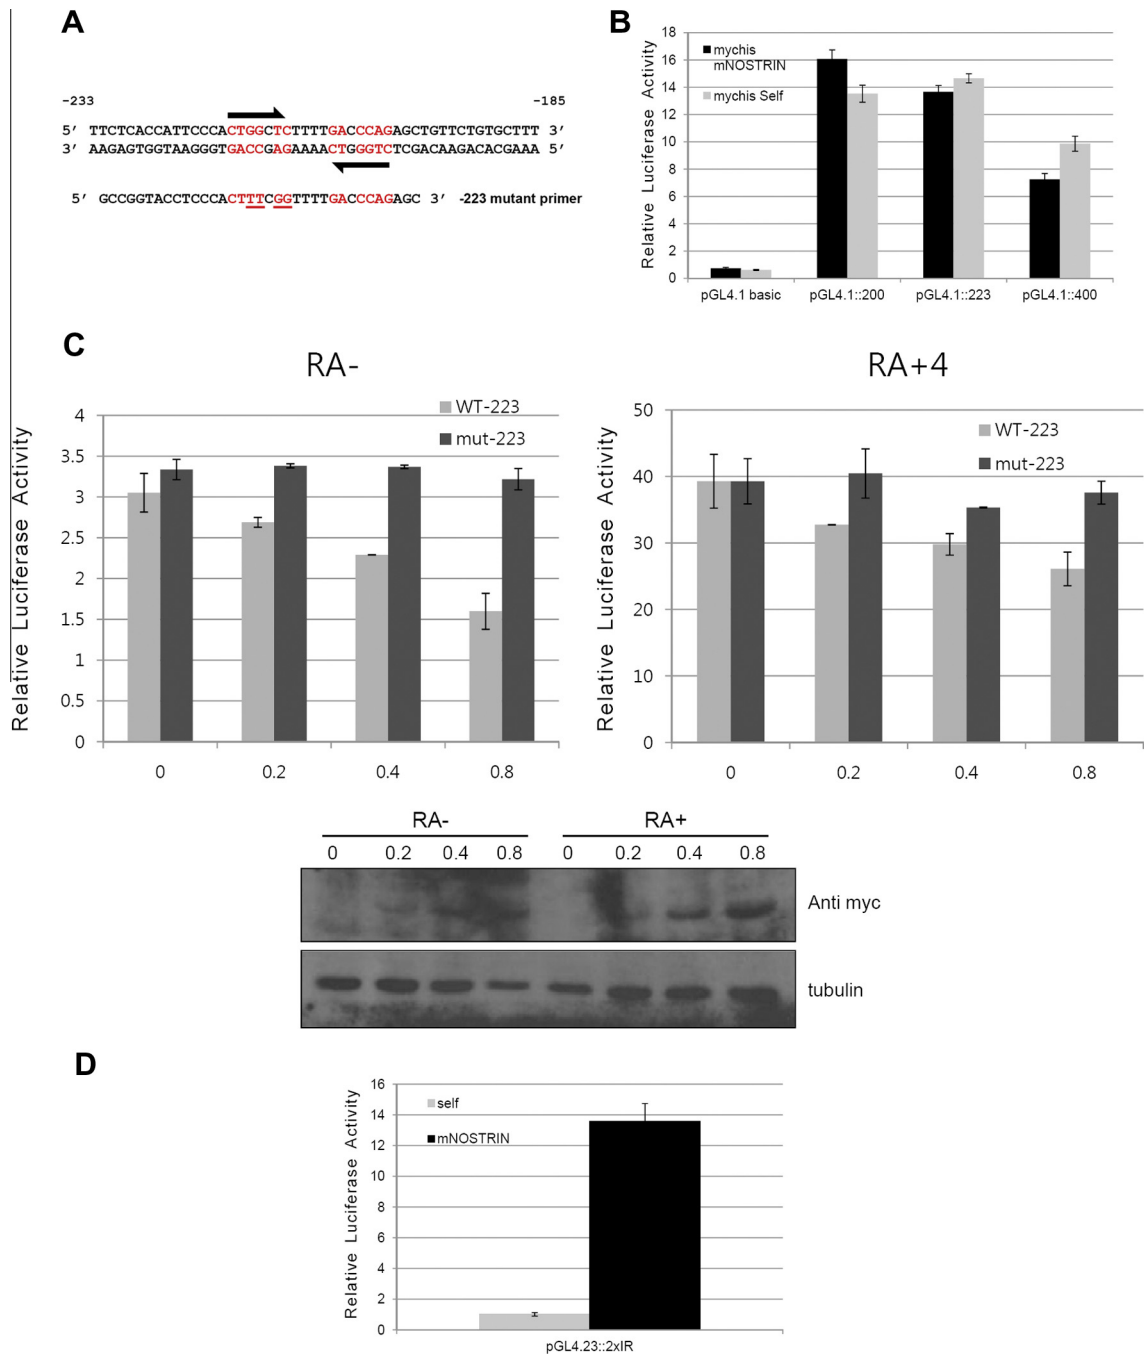 A
-233
-185
5' TTCTCACCATTCCCACTGGCTCTTTTGACCCAGAGCTGTTCTGTGCTTT 3'
3' AAGAGTGGTAAGGGTGACCGAGAAAACTGGGTCTCGACAAGACACGAAA 5'
5' GCCGGTACCTCCCACTTTCGGTTTTGACCCAGAGC 3' -223 mutant primer
B
Relative Luciferase Activity
18
16
14
12
10
8
6
4
2
0
mychis
mNOSTRIN
mychis Self
pGL4.1 basic
pGL4.1::200
pGL4.1::223
pGL4.1::400
C
RA-
Relative Luciferase Activity
4
3.5
3
2.5
2
1.5
1
0.5
0
WT-223
mut-223
0
0.2
0.4
0.8
RA+4
Relative Luciferase Activity
50
40
30
20
10
0
WT-223
mut-223
0
0.2
0.4
0.8
RA-
RA+
0 0.2 0.4 0.8 0 0.2 0.4 0.8
Anti myc
tubulin
D
Relative Luciferase Activity
16
14
12
10
8
6
4
2
0
self
mNOSTRIN
pGL4.23::2xIR